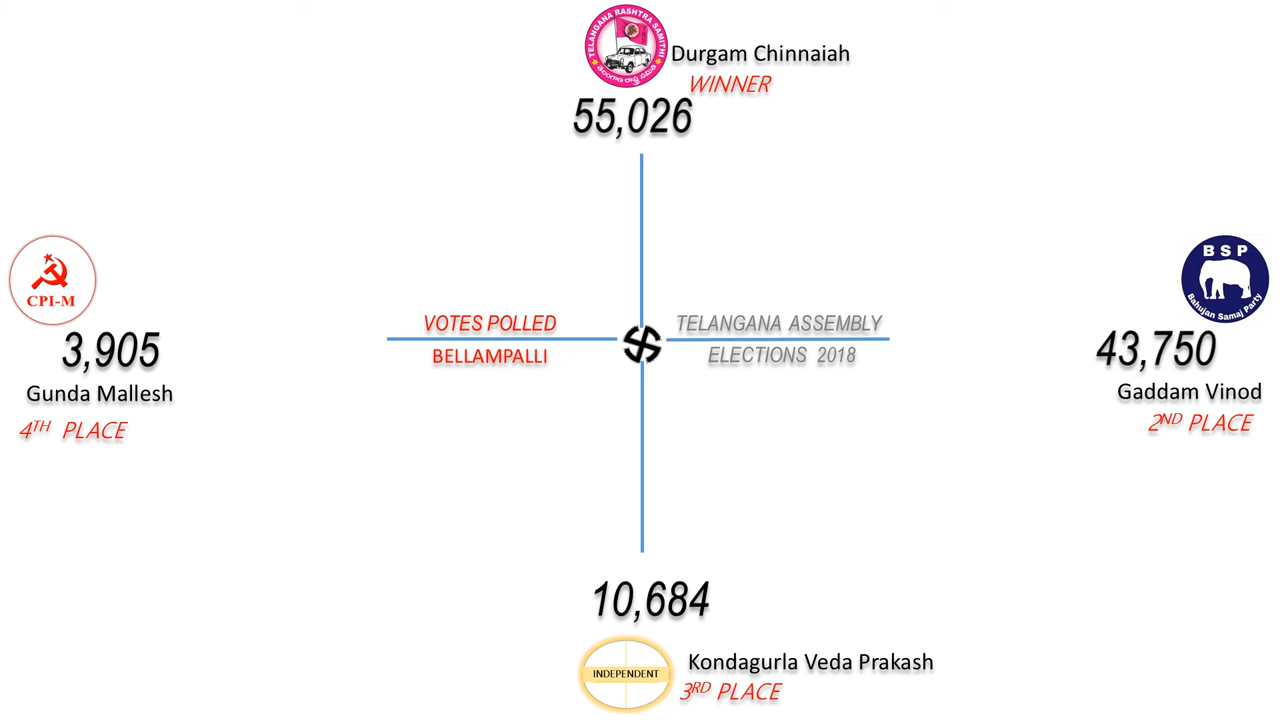 TELANGANA RASHTRA SAMITHI
తెలంగాణ రాష్ట్ర సమితి
Durgam Chinnaiah
WINNER
55,026
CPI-M
3,905
Gunda Mallesh
4TH PLACE
VOTES POLLED
BELLAMPALLI
TELANGANA ASSEMBLY
ELECTIONS 2018
BSP
Bahujan Samaj Party
43,750
Gaddam Vinod
2ND PLACE
10,684
INDEPENDENT
Kondagurla Veda Prakash
3RD PLACE